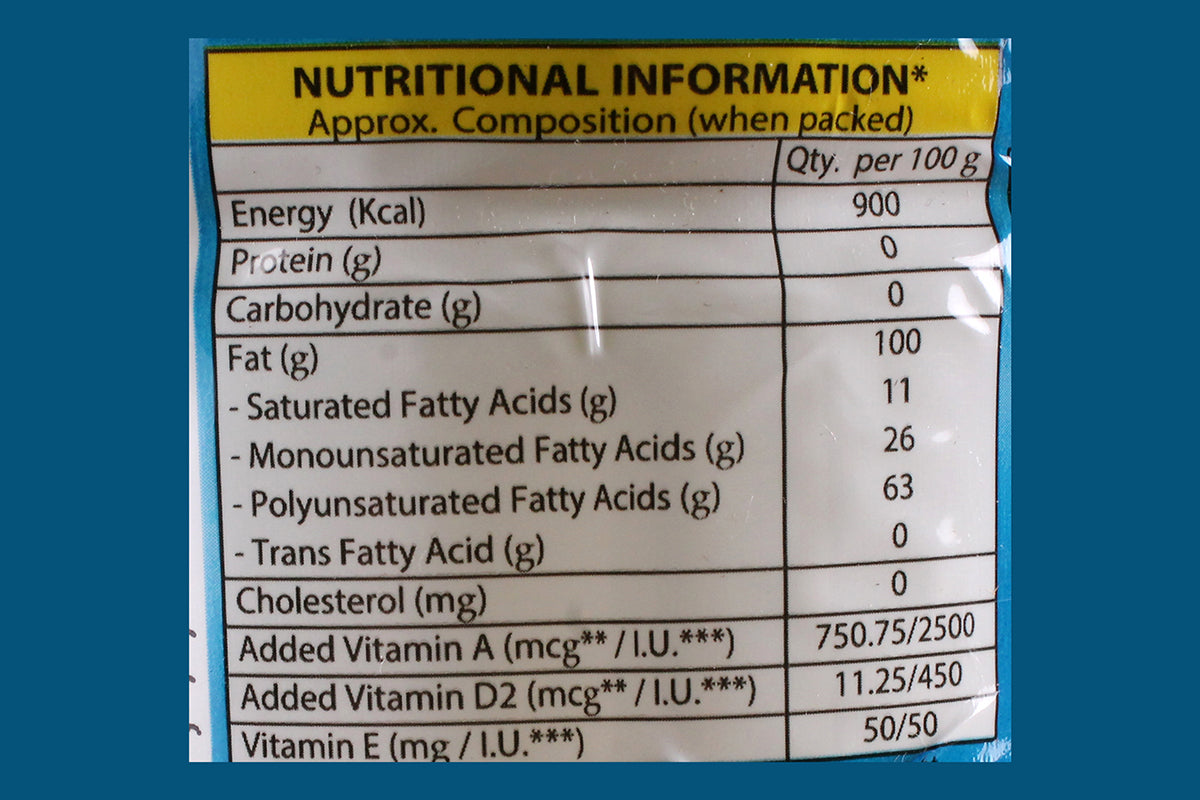 NUTRITIONAL INFORMATION*
Approx. Composition (when packed)
Qty. per 100 g
Energy (Kcal) 900
Protein (g) 0
Carbohydrate (g) 0
Fat (g) 100
- Saturated Fatty Acids (g) 11
- Monounsaturated Fatty Acids (g) 26
- Polyunsaturated Fatty Acids (g) 63
- Trans Fatty Acid (g) 0
Cholesterol (mg) 0
Added Vitamin A (mcg** / I.U.***) 750.75/2500
Added Vitamin D2 (mcg** / I.U.***) 11.25/450
Vitamin E (mg / I.U.***) 50/50